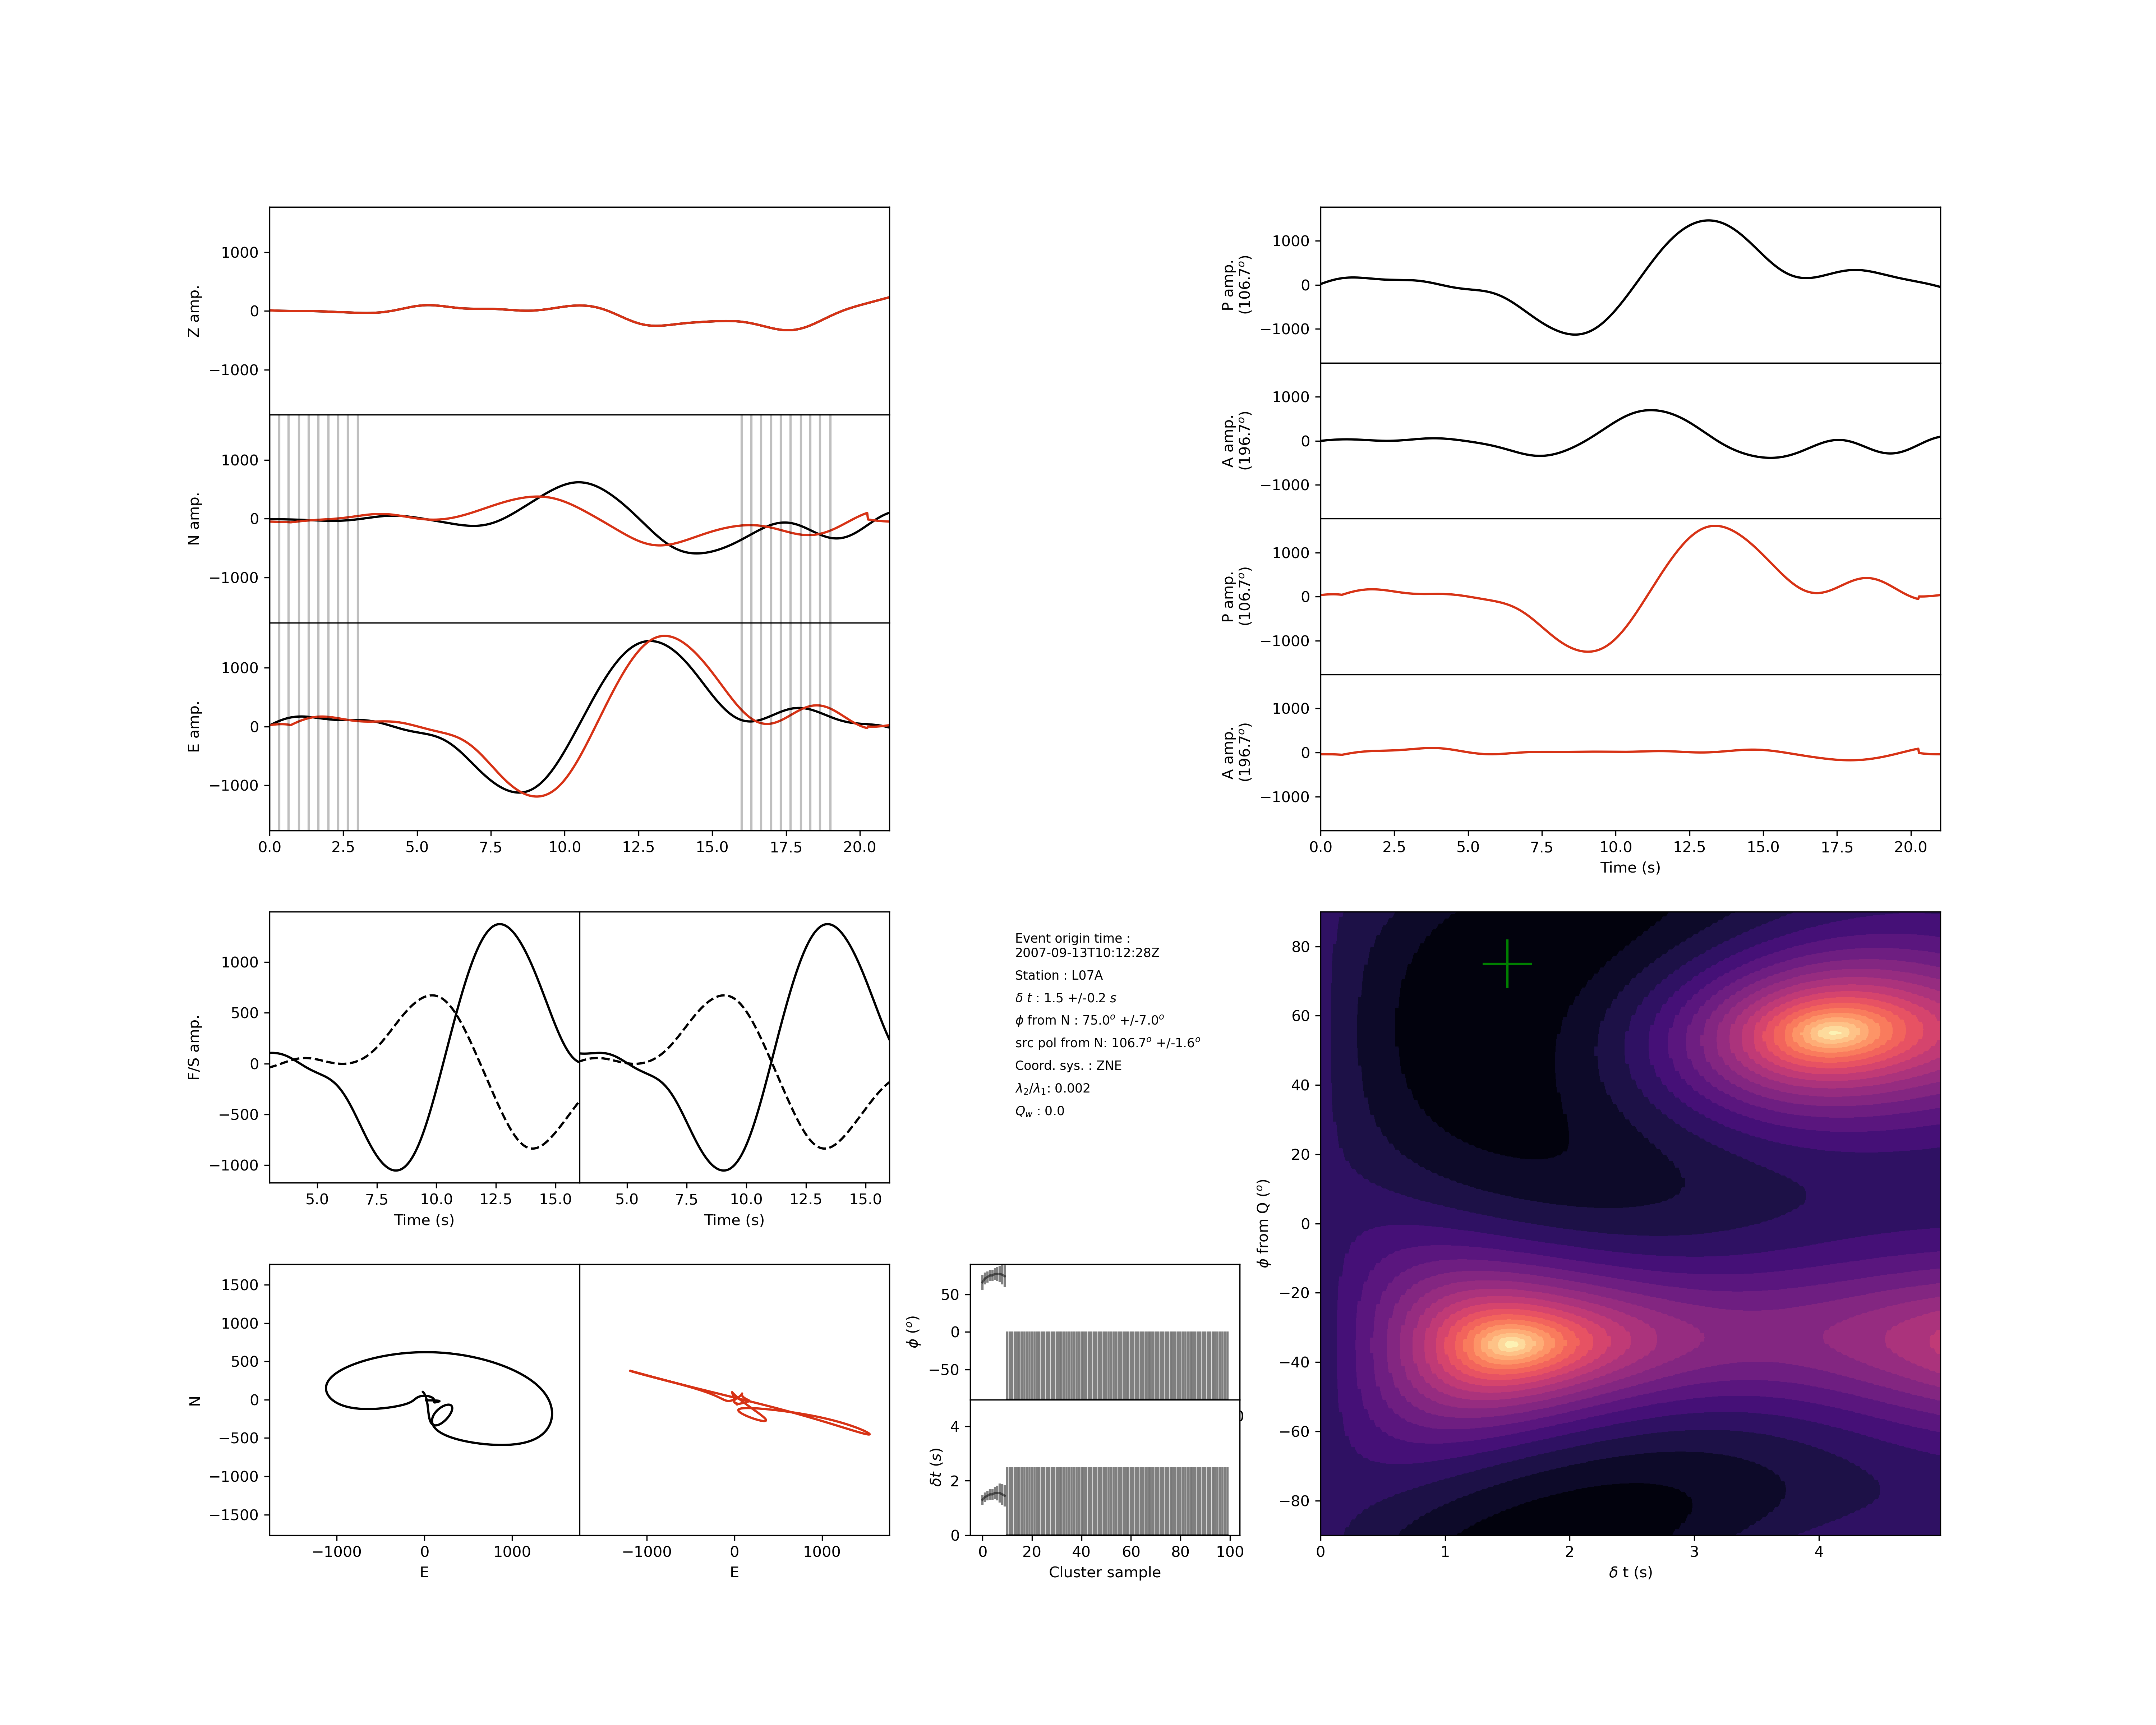 1000
0
−1000
Z amp.
1000
0
−1000
N amp.
1000
0
−1000
E amp.
0.0 2.5 5.0 7.5 10.0 12.5 15.0 17.5 20.0
1000
0
−1000
P amp.
(106.7°)
1000
0
−1000
A amp.
(196.7°)
1000
0
−1000
P amp.
(106.7°)
1000
0
−1000
A amp.
(196.7°)
0.0 2.5 5.0 7.5 10.0 12.5 15.0 17.5 20.0
Time (s)
1000
500
0
−500
−1000
F/S amp.
5.0 7.5 10.0 12.5 15.0
Time (s)
5.0 7.5 10.0 12.5 15.0
Time (s)
Event origin time :
2007-09-13T10:12:28Z
Station : L07A
δ t : 1.5 +/-0.2 s
ϕ from N : 75.0° +/-7.0°
src pol from N: 106.7° +/-1.6°
Coord. sys. : ZNE
λ₂/λ₁: 0.002
Q_w : 0.0
1500
1000
500
0
−500
−1000
−1500
N
−1000 0 1000
E
−1000 0 1000
E
50
0
−50
ϕ (°)
4
2
0
δt (s)
0 20 40 60 80 100
Cluster sample
80
60
40
20
0
−20
−40
−60
−80
ϕ from Q (°)
0 1 2 3 4
δ t (s)